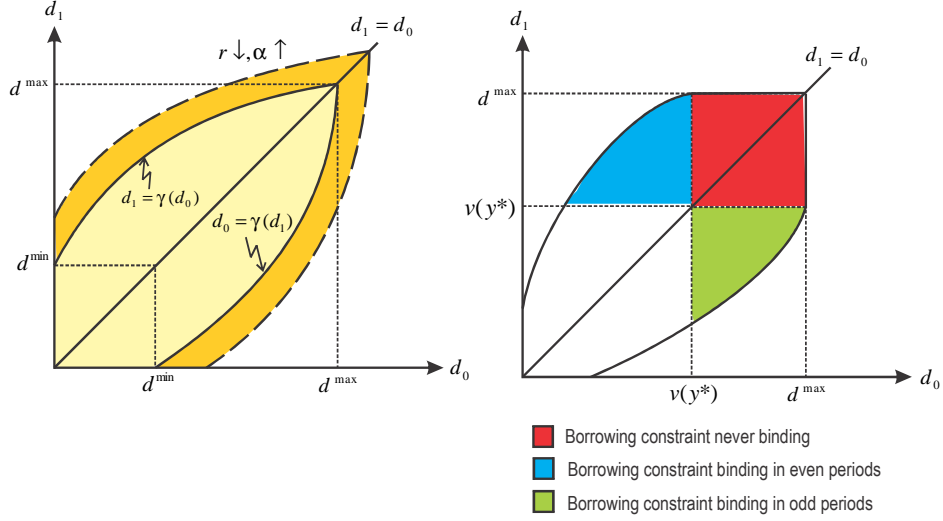 d₁
d₁ = d₀
r ↓, α ↑
d^max
d₁ = γ(d₀)
d₀ = γ(d₁)
d^min
d^min
d^max
d₀
d₁
d₁ = d₀
d^max
v(y*)
v(y*)
d^max
d₀
Borrowing constraint never binding
Borrowing constraint binding in even periods
Borrowing constraint binding in odd periods